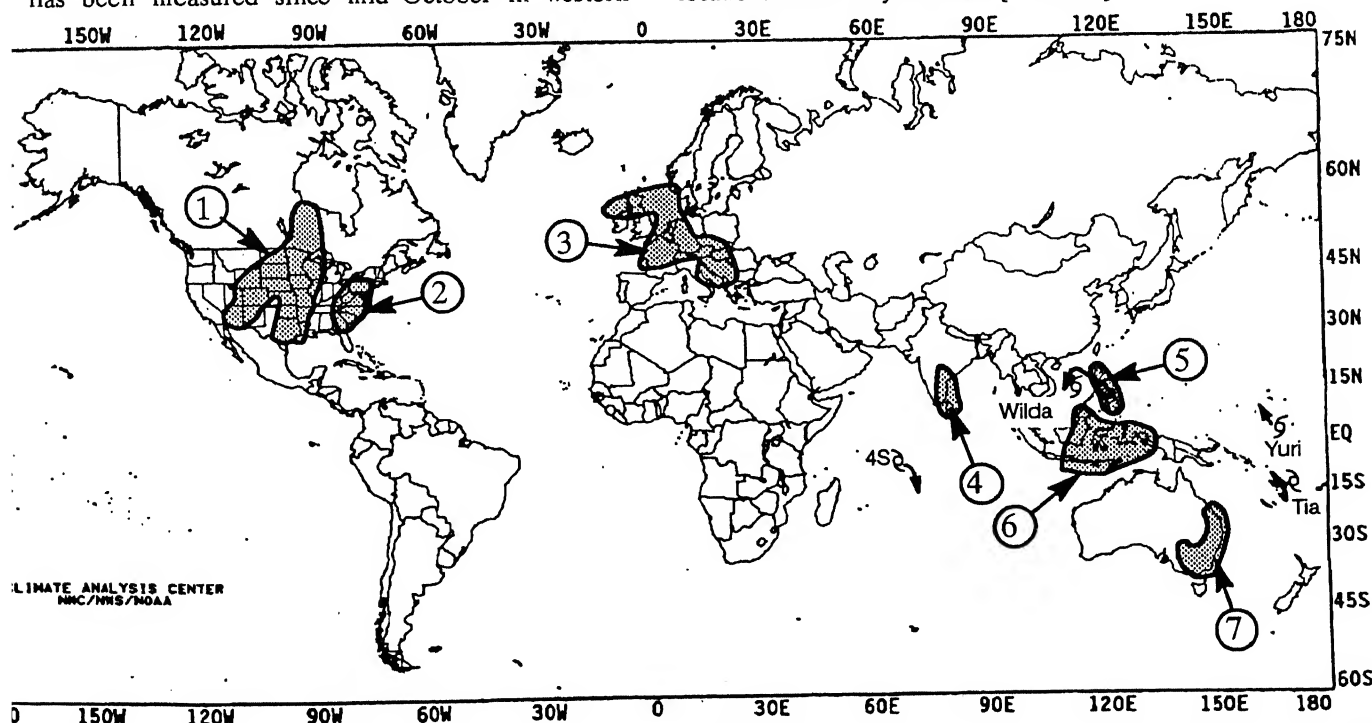 has been measured since mid October in western
150W 120W 90W 60W 30W 0 30E 60E 90E 120E 150E 180
75N
60N
1
3
45N
2
30N
5
15N
Wilda
EQ
Yuri
4S
4
15S
Tia
6
30S
CLIMATE ANALYSIS CENTER
NMC/NWS/NOAA
45S
7
60S
150W 120W 90W 60W 30W 0 30E 60E 90E 120E 150E 180